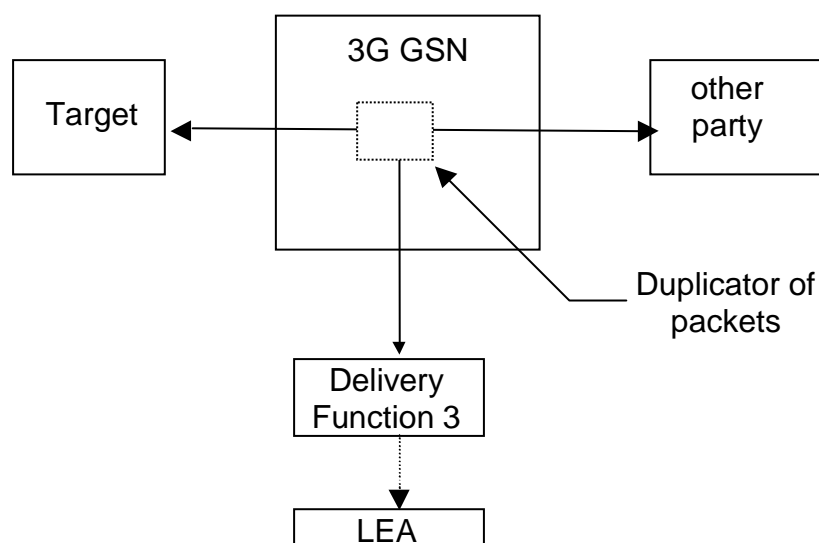 3G GSN
Target
other
party
Duplicator of
packets
Delivery
Function 3
LEA